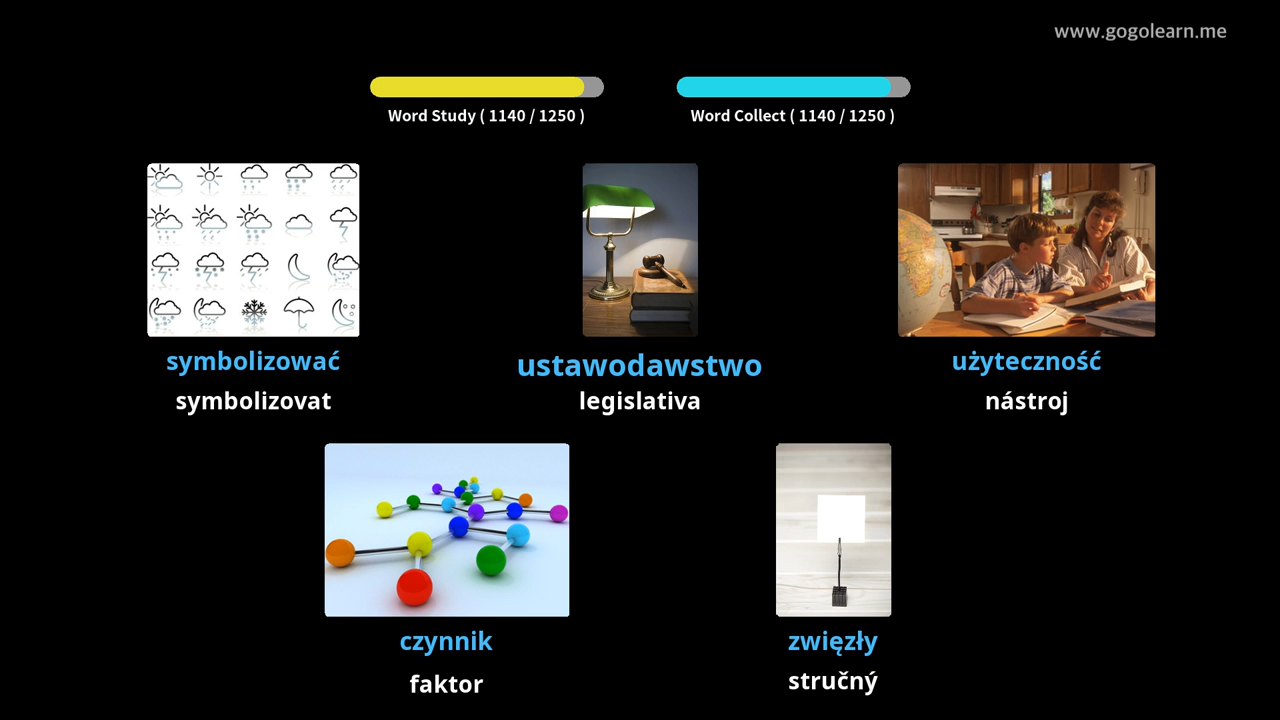 www.gogolearn.me
Word Study ( 1140 / 1250 )
Word Collect ( 1140 / 1250 )
symbolizować
symbolizovat
ustawodawstwo
legislativa
użyteczność
nástroj
czynnik
faktor
zwięzły
stručný